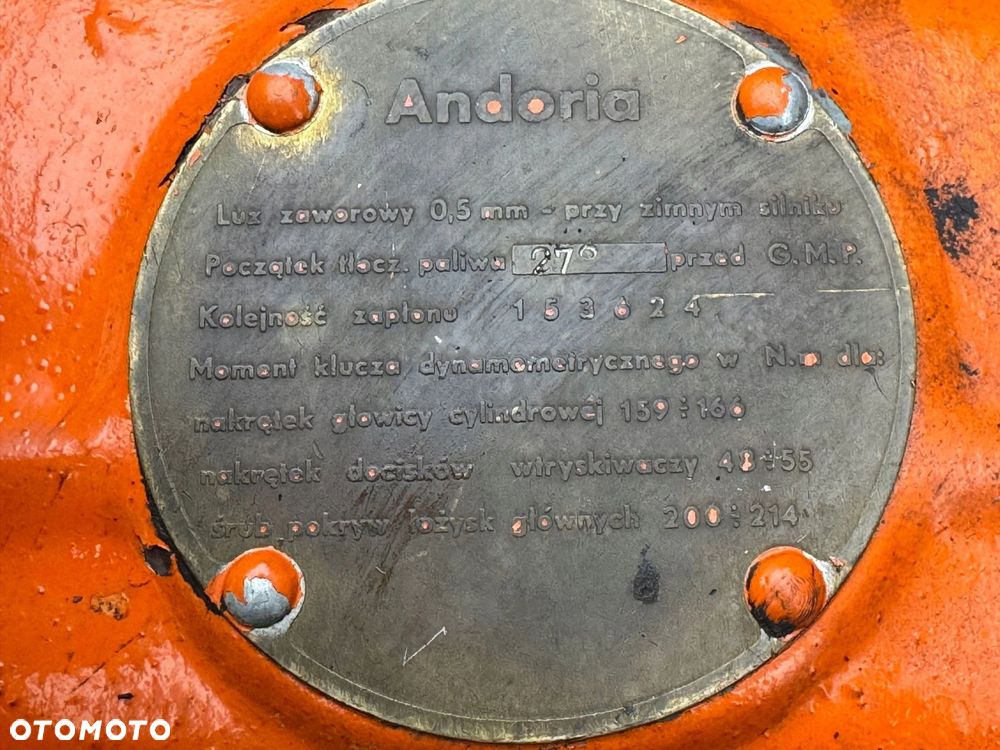 Andoria
Luz zaworowy 0,5 mm - przy zimnym silniku
Początek tłocz. paliwa 27° przed G.M.P.
Kolejność zapłonu 1 5 3 6 2 4
Moment klucza dynamometrycznego w N.m dla:
nakrętek głowicy cylindrowej 159÷166
nakrętek docisków wtryskiwaczy 48÷55
śrub pokryw łożysk głównych 200÷214
OTOMOTO